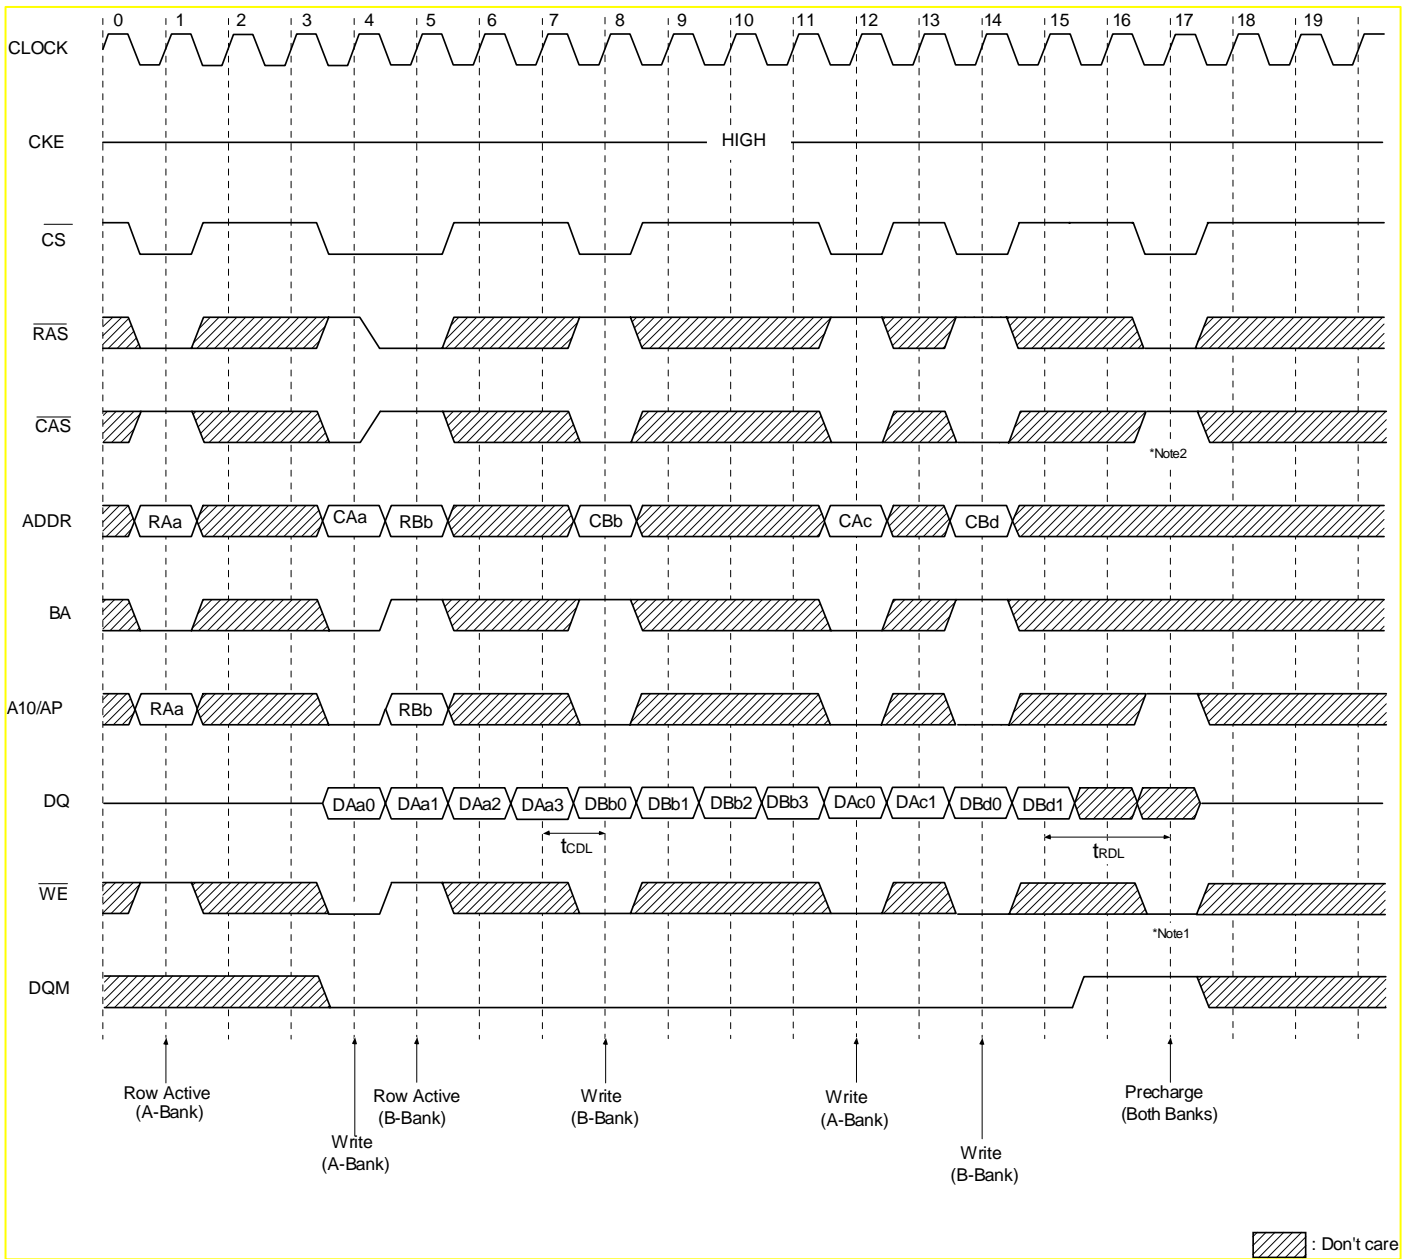 0 1 2 3 4 5 6 7 8 9 10 11 12 13 14 15 16 17 18 19
CLOCK
CKE HIGH
CS
RAS
CAS
*Note2
ADDR RAa CAa RBb CBb CAc CBd
BA
A10/AP RAa RBb
DQ DAa0 DAa1 DAa2 DAa3 DBb0 DBb1 DBb2 DBb3 DAc0 DAc1 DBd0 DBd1
tCDL tRDL
WE
*Note1
DQM
Row Active
(A-Bank)
Write
(A-Bank)
Row Active
(B-Bank)
Write
(B-Bank)
Write
(A-Bank)
Write
(B-Bank)
Precharge
(Both Banks)
: Don't care